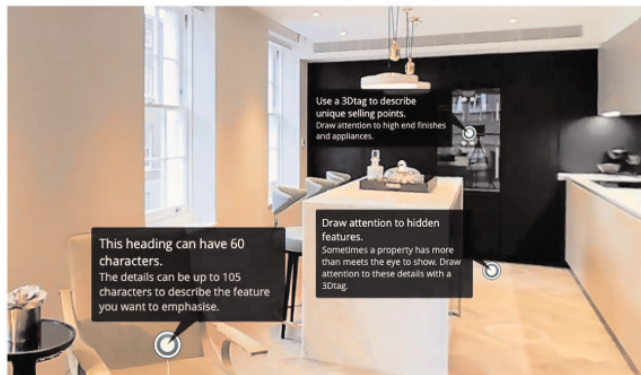 Use a 3Dtag to describe
unique selling points.
Draw attention to high end finishes
and appliances.
Draw attention to hidden
features.
Sometimes a property has more
than meets the eye to show. Draw
attention to these details with a
3Dtag.
This heading can have 60
characters.
The details can be up to 105
characters to describe the feature
you want to emphasise.